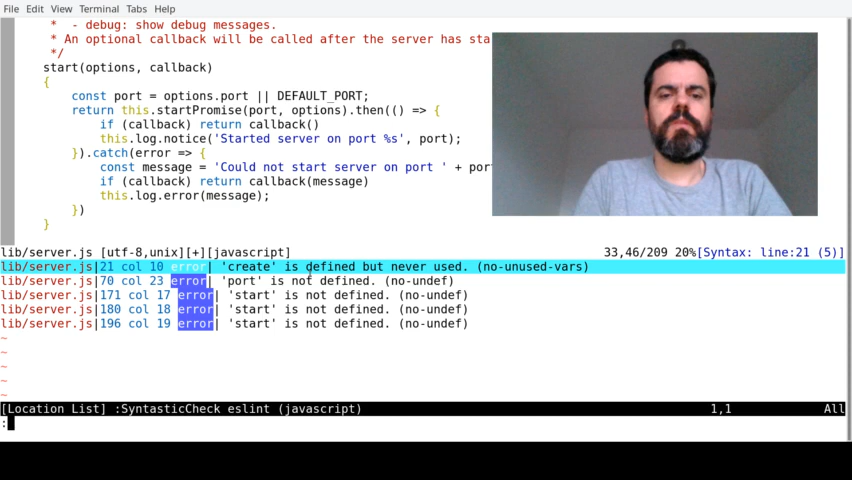 File Edit View Terminal Tabs Help
* - debug: show debug messages.
* An optional callback will be called after the server has sta
*/
start(options, callback)
{
const port = options.port || DEFAULT_PORT;
return this.startPromise(port, options).then(() => {
if (callback) return callback()
this.log.notice('Started server on port %s', port);
}).catch(error => {
const message = 'Could not start server on port ' + por
if (callback) return callback(message)
this.log.error(message);
})
}
lib/server.js [utf-8,unix][+][javascript] 33,46/209 20%[Syntax: line:21 (5)]
lib/server.js|21 col 10 error| 'create' is defined but never used. (no-unused-vars)
lib/server.js|70 col 23 error| 'port' is not defined. (no-undef)
lib/server.js|171 col 17 error| 'start' is not defined. (no-undef)
lib/server.js|180 col 18 error| 'start' is not defined. (no-undef)
lib/server.js|196 col 19 error| 'start' is not defined. (no-undef)
~
~
~
~
~
[Location List] :SyntasticCheck eslint (javascript) 1,1 All
: